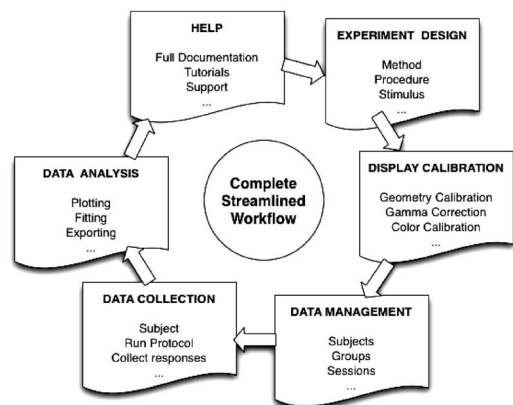 HELP
Full Documentation
Tutorials
Support
...
EXPERIMENT DESIGN
Method
Procedure
Stimulus
...
DISPLAY CALIBRATION
Geometry Calibration
Gamma Correction
Color Calibration
...
DATA MANAGEMENT
Subjects
Groups
Sessions
...
DATA COLLECTION
Subject
Run Protocol
Collect responses
...
DATA ANALYSIS
Plotting
Fitting
Exporting
...
Complete
Streamlined
Workflow